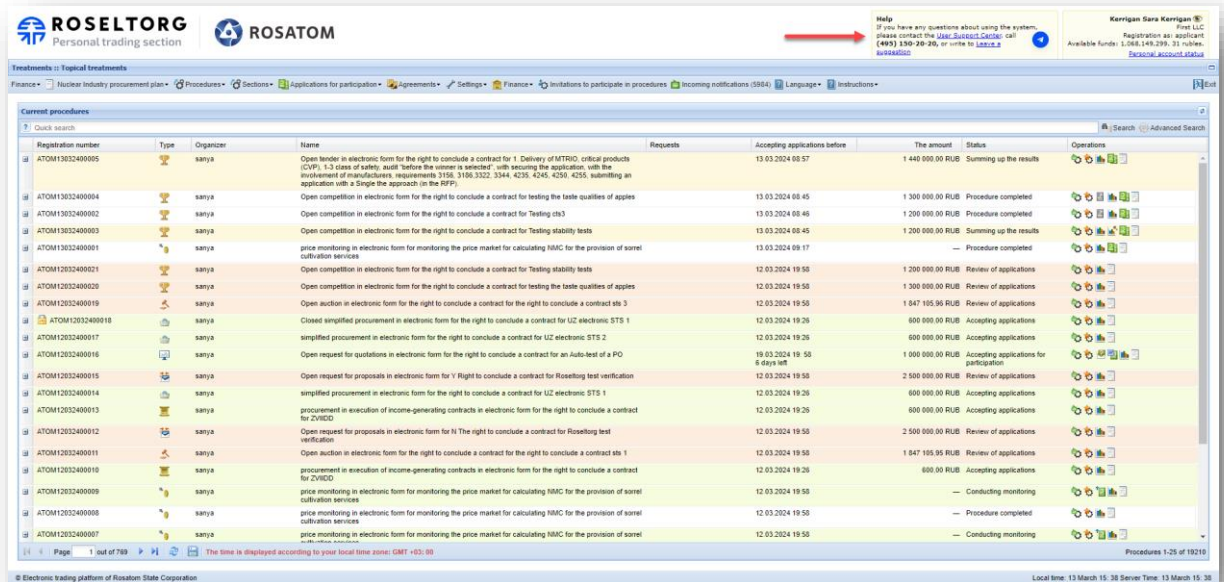 ROSELTORG
Personal trading section
ROSATOM
Help
If you have any questions about using the system,
please contact the User Support Center: call
(495) 150-20-20, or write to Leave a
suggestion
Kerrigan Sara Kerrigan
First LLC
Registration as: applicant
Available funds: 1.068.149.299. 31 rubles.
Personal account status
Treatments :: Topical treatments
Finance Nuclear Industry procurement plan Procedures Sections Applications for participation Agreements Settings Finance Invitations to participate in procedures Incoming notifications (5984) Language Instructions Exit
Current procedures
? Quick search Search Advanced Search
Registration number Type Organizer Name Requests Accepting applications before The amount Status Operations
ATOM13032400005 sanya Open tender in electronic form for the right to conclude a contract for 1. Delivery of MTRIO, critical products 13.03.2024 08:57 1 440 000,00 RUB Summing up the results
(CVP), 1-3 class of safety, audit "before the winner is selected", with securing the application, with the
involvement of manufacturers, requirements 3156, 3186,3322, 3344, 4235, 4245, 4250, 4255, submitting an
application with a Single the approach (in the RFP).
ATOM13032400004 sanya Open competition in electronic form for the right to conclude a contract for testing the taste qualities of apples 13.03.2024 08:45 1 300 000,00 RUB Procedure completed
ATOM13032400002 sanya Open competition in electronic form for the right to conclude a contract for Testing cts3 13.03.2024 08:46 1 200 000,00 RUB Procedure completed
ATOM13032400003 sanya Open competition in electronic form for the right to conclude a contract for Testing stability tests 13.03.2024 08:45 1 200 000,00 RUB Summing up the results
ATOM13032400001 sanya price monitoring in electronic form for monitoring the price market for calculating NMC for the provision of sorrel 13.03.2024 09:17 — Procedure completed
cultivation services
ATOM12032400021 sanya Open competition in electronic form for the right to conclude a contract for Testing stability tests 12.03.2024 19:58 1 200 000,00 RUB Review of applications
ATOM12032400020 sanya Open competition in electronic form for the right to conclude a contract for testing the taste qualities of apples 12.03.2024 19:58 1 300 000,00 RUB Review of applications
ATOM12032400019 sanya Open auction in electronic form for the right to conclude a contract for the right to conclude a contract sts 3 12.03.2024 19:58 1 847 105,96 RUB Review of applications
ATOM12032400018 sanya Closed simplified procurement in electronic form for the right to conclude a contract for UZ electronic STS 1 12.03.2024 19:26 600 000,00 RUB Accepting applications
ATOM12032400017 sanya simplified procurement in electronic form for the right to conclude a contract for UZ electronic STS 2 12.03.2024 19:26 600 000,00 RUB Accepting applications
ATOM12032400016 sanya Open request for quotations in electronic form for the right to conclude a contract for an Auto-test of a PO 19.03.2024 19: 58 1 000 000,00 RUB Accepting applications for
6 days left participation
ATOM12032400015 sanya Open request for proposals in electronic form for Y Right to conclude a contract for Roseltorg test verification 12.03.2024 19:58 2 500 000,00 RUB Review of applications
ATOM12032400014 sanya simplified procurement in electronic form for the right to conclude a contract for UZ electronic STS 1 12.03.2024 19:26 600 000,00 RUB Accepting applications
ATOM12032400013 sanya procurement in execution of income-generating contracts in electronic form for the right to conclude a contract 12.03.2024 19:26 600 000,00 RUB Accepting applications
for ZVIIDD
ATOM12032400012 sanya Open request for proposals in electronic form for N The right to conclude a contract for Roseltorg test 12.03.2024 19:58 2 500 000,00 RUB Review of applications
verification
ATOM12032400011 sanya Open auction in electronic form for the right to conclude a contract for the right to conclude a contract sts 1 12.03.2024 19:58 1 847 105,95 RUB Review of applications
ATOM12032400010 sanya procurement in execution of income-generating contracts in electronic form for the right to conclude a contract 12.03.2024 19:26 600,00 RUB Accepting applications
for ZVIIDD
ATOM12032400009 sanya price monitoring in electronic form for monitoring the price market for calculating NMC for the provision of sorrel 12.03.2024 19:58 — Conducting monitoring
cultivation services
ATOM12032400008 sanya price monitoring in electronic form for monitoring the price market for calculating NMC for the provision of sorrel 12.03.2024 19:58 — Procedure completed
cultivation services
ATOM12032400007 sanya price monitoring in electronic form for monitoring the price market for calculating NMC for the provision of sorrel 12.03.2024 19:58 — Conducting monitoring
Page 1 out of 769 The time is displayed according to your local time zone: GMT +03: 00 Procedures 1-25 of 19210
© Electronic trading platform of Rosatom State Corporation Local time: 13 March 15: 38 Server Time: 13 March 15: 38